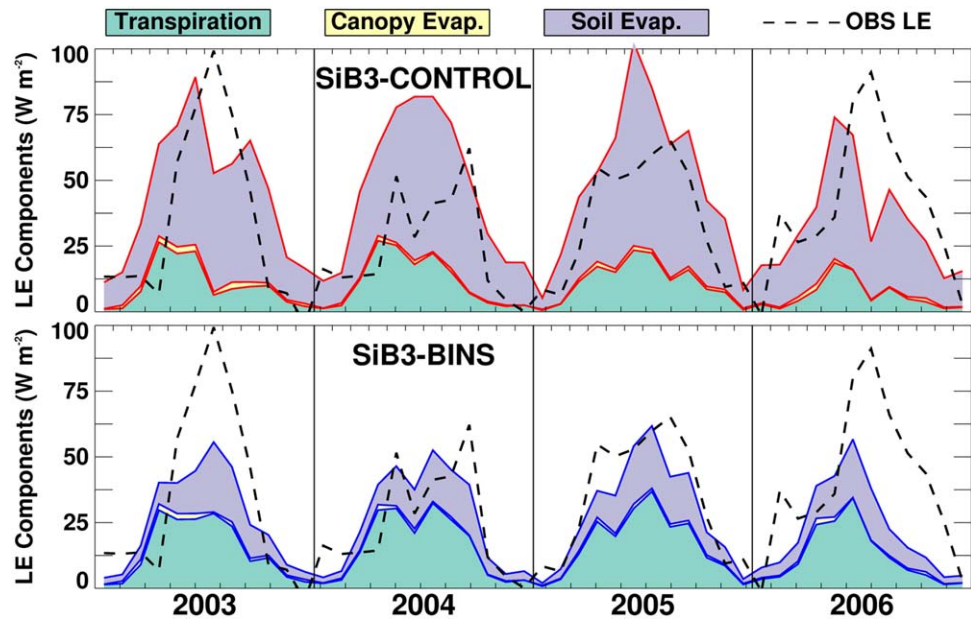 Transpiration Canopy Evap. Soil Evap. OBS LE
SiB3-CONTROL
LE Components (W m-2)
100
75
50
25
0
SiB3-BINS
LE Components (W m-2)
100
75
50
25
0
2003 2004 2005 2006